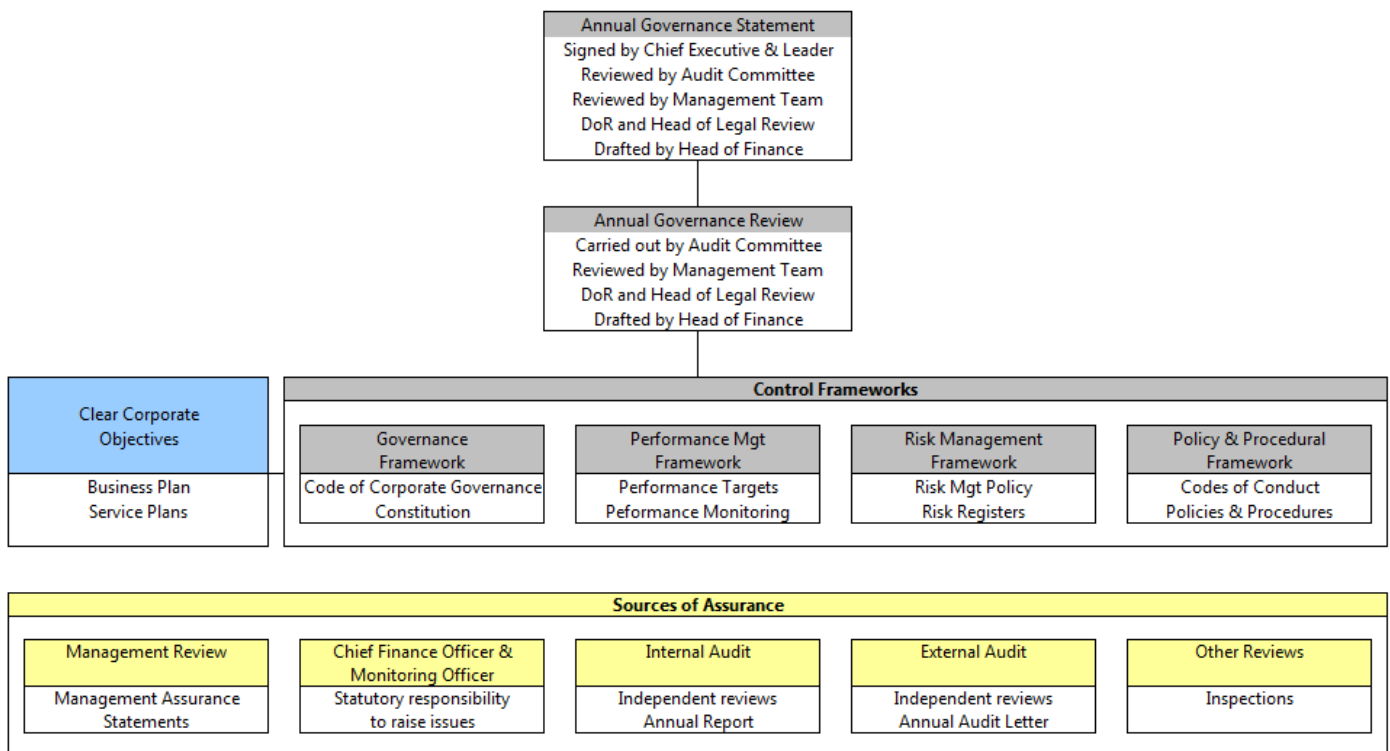 Annual Governance Statement
Signed by Chief Executive & Leader
Reviewed by Audit Committee
Reviewed by Management Team
DoR and Head of Legal Review
Drafted by Head of Finance
Annual Governance Review
Carried out by Audit Committee
Reviewed by Management Team
DoR and Head of Legal Review
Drafted by Head of Finance
Clear Corporate
Objectives
Business Plan
Service Plans
Control Frameworks
Governance
Framework
Code of Corporate Governance
Constitution
Performance Mgt
Framework
Performance Targets
Peformance Monitoring
Risk Management
Framework
Risk Mgt Policy
Risk Registers
Policy & Procedural
Framework
Codes of Conduct
Policies & Procedures
Sources of Assurance
Management Review
Management Assurance
Statements
Chief Finance Officer &
Monitoring Officer
Statutory responsibility
to raise issues
Internal Audit
Independent reviews
Annual Report
External Audit
Independent reviews
Annual Audit Letter
Other Reviews
Inspections